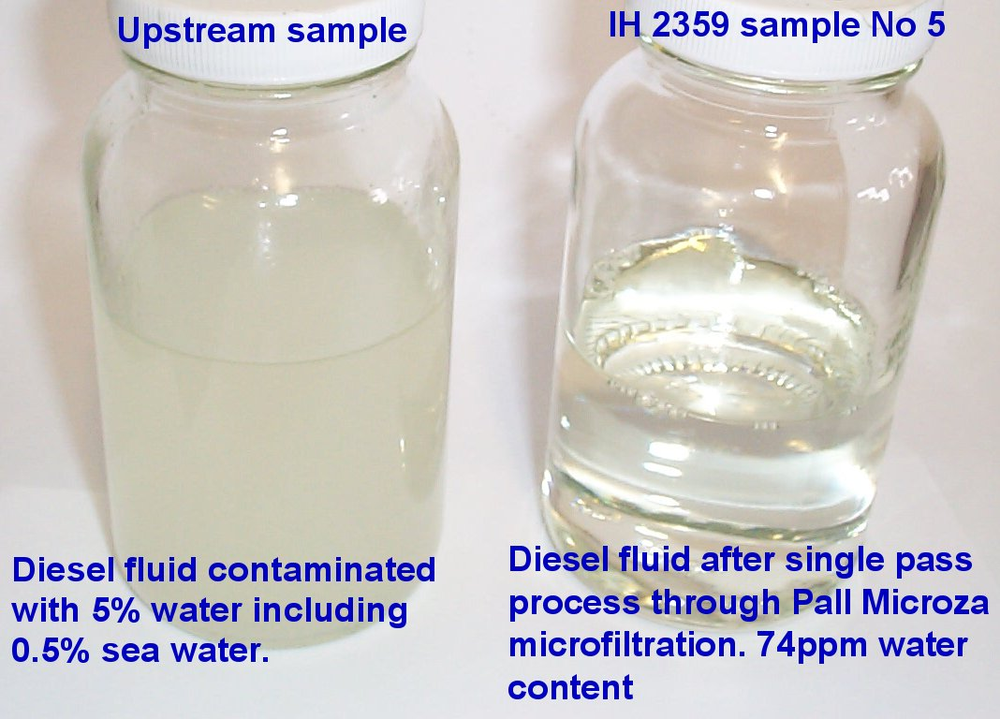 Upstream sample
IH 2359 sample No 5
Diesel fluid contaminated
with 5% water including
0.5% sea water.
Diesel fluid after single pass
process through Pall Microza
microfiltration. 74ppm water
content